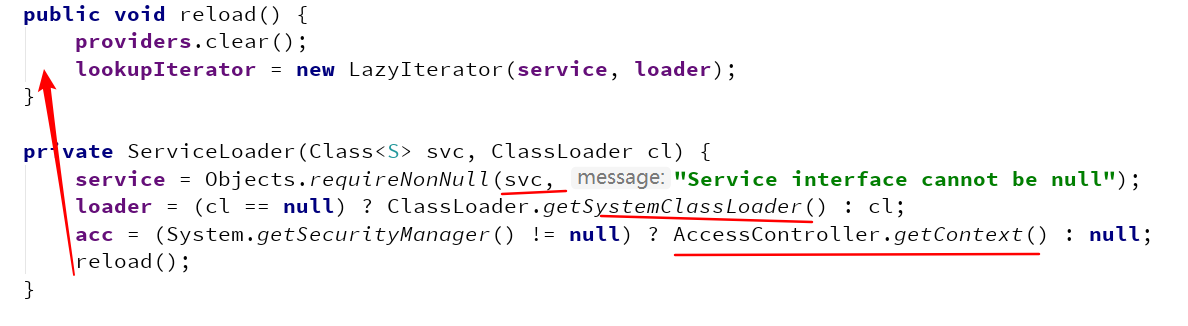 public void reload() {
providers.clear();
lookupIterator = new LazyIterator(service, loader);
}
private ServiceLoader(Class<S> svc, ClassLoader cl) {
service = Objects.requireNonNull(svc, message: "Service interface cannot be null");
loader = (cl == null) ? ClassLoader.getSystemClassLoader() : cl;
acc = (System.getSecurityManager() != null) ? AccessController.getContext() : null;
reload();
}